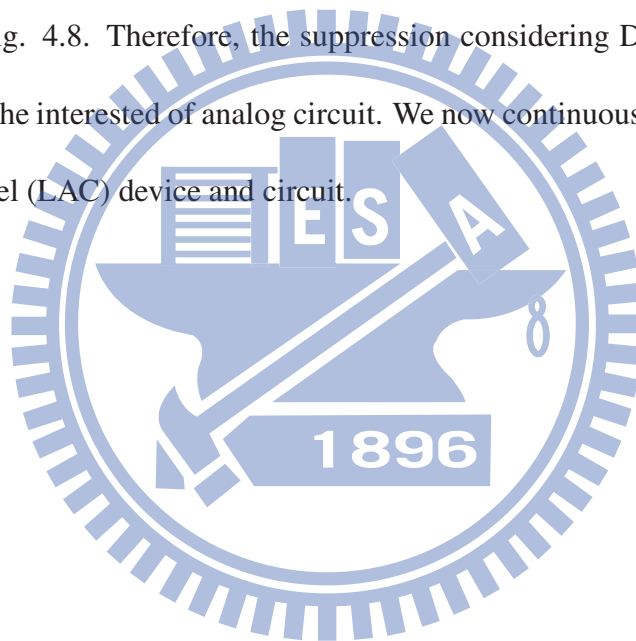 ig. 4.8. Therefore, the suppression considering D
he interested of analog circuit. We now continuous
el (LAC) device and circuit.
E S A
1896